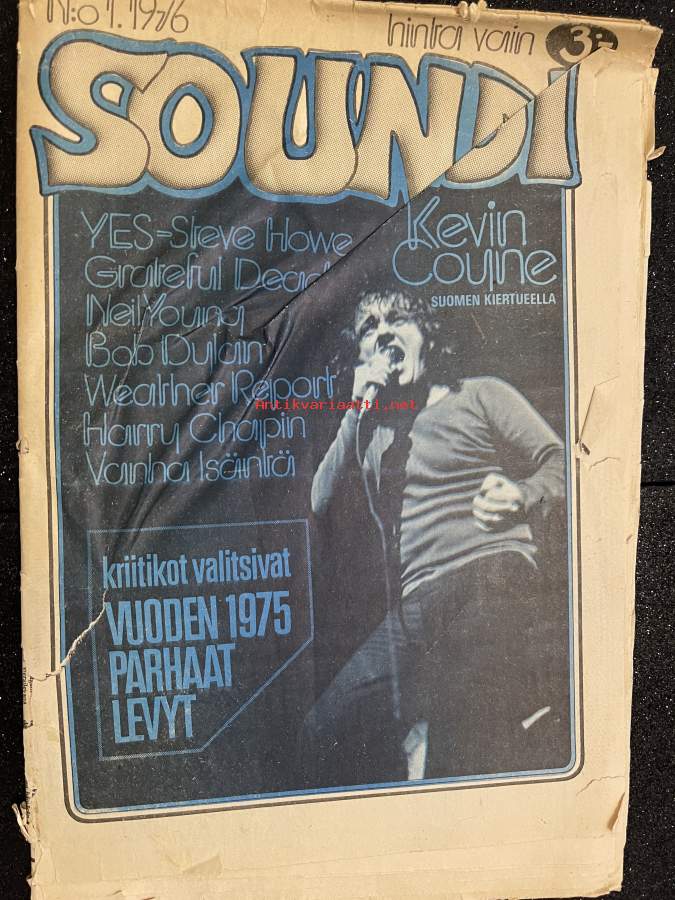 N:o 1. 1976
hinta vain 3:-
SOUNDI
YES-Steve Howe
Grateful Dead
Neil Young
Bob Dylain
Weather Report
Harry Chapin
Vanha Isäntä
Kevin
Coyne
SUOMEN KIERTUEELLA
Antikvariaatti.net
kriitikot valitsivat
VUODEN 1975
PARHAAT
LEVYT